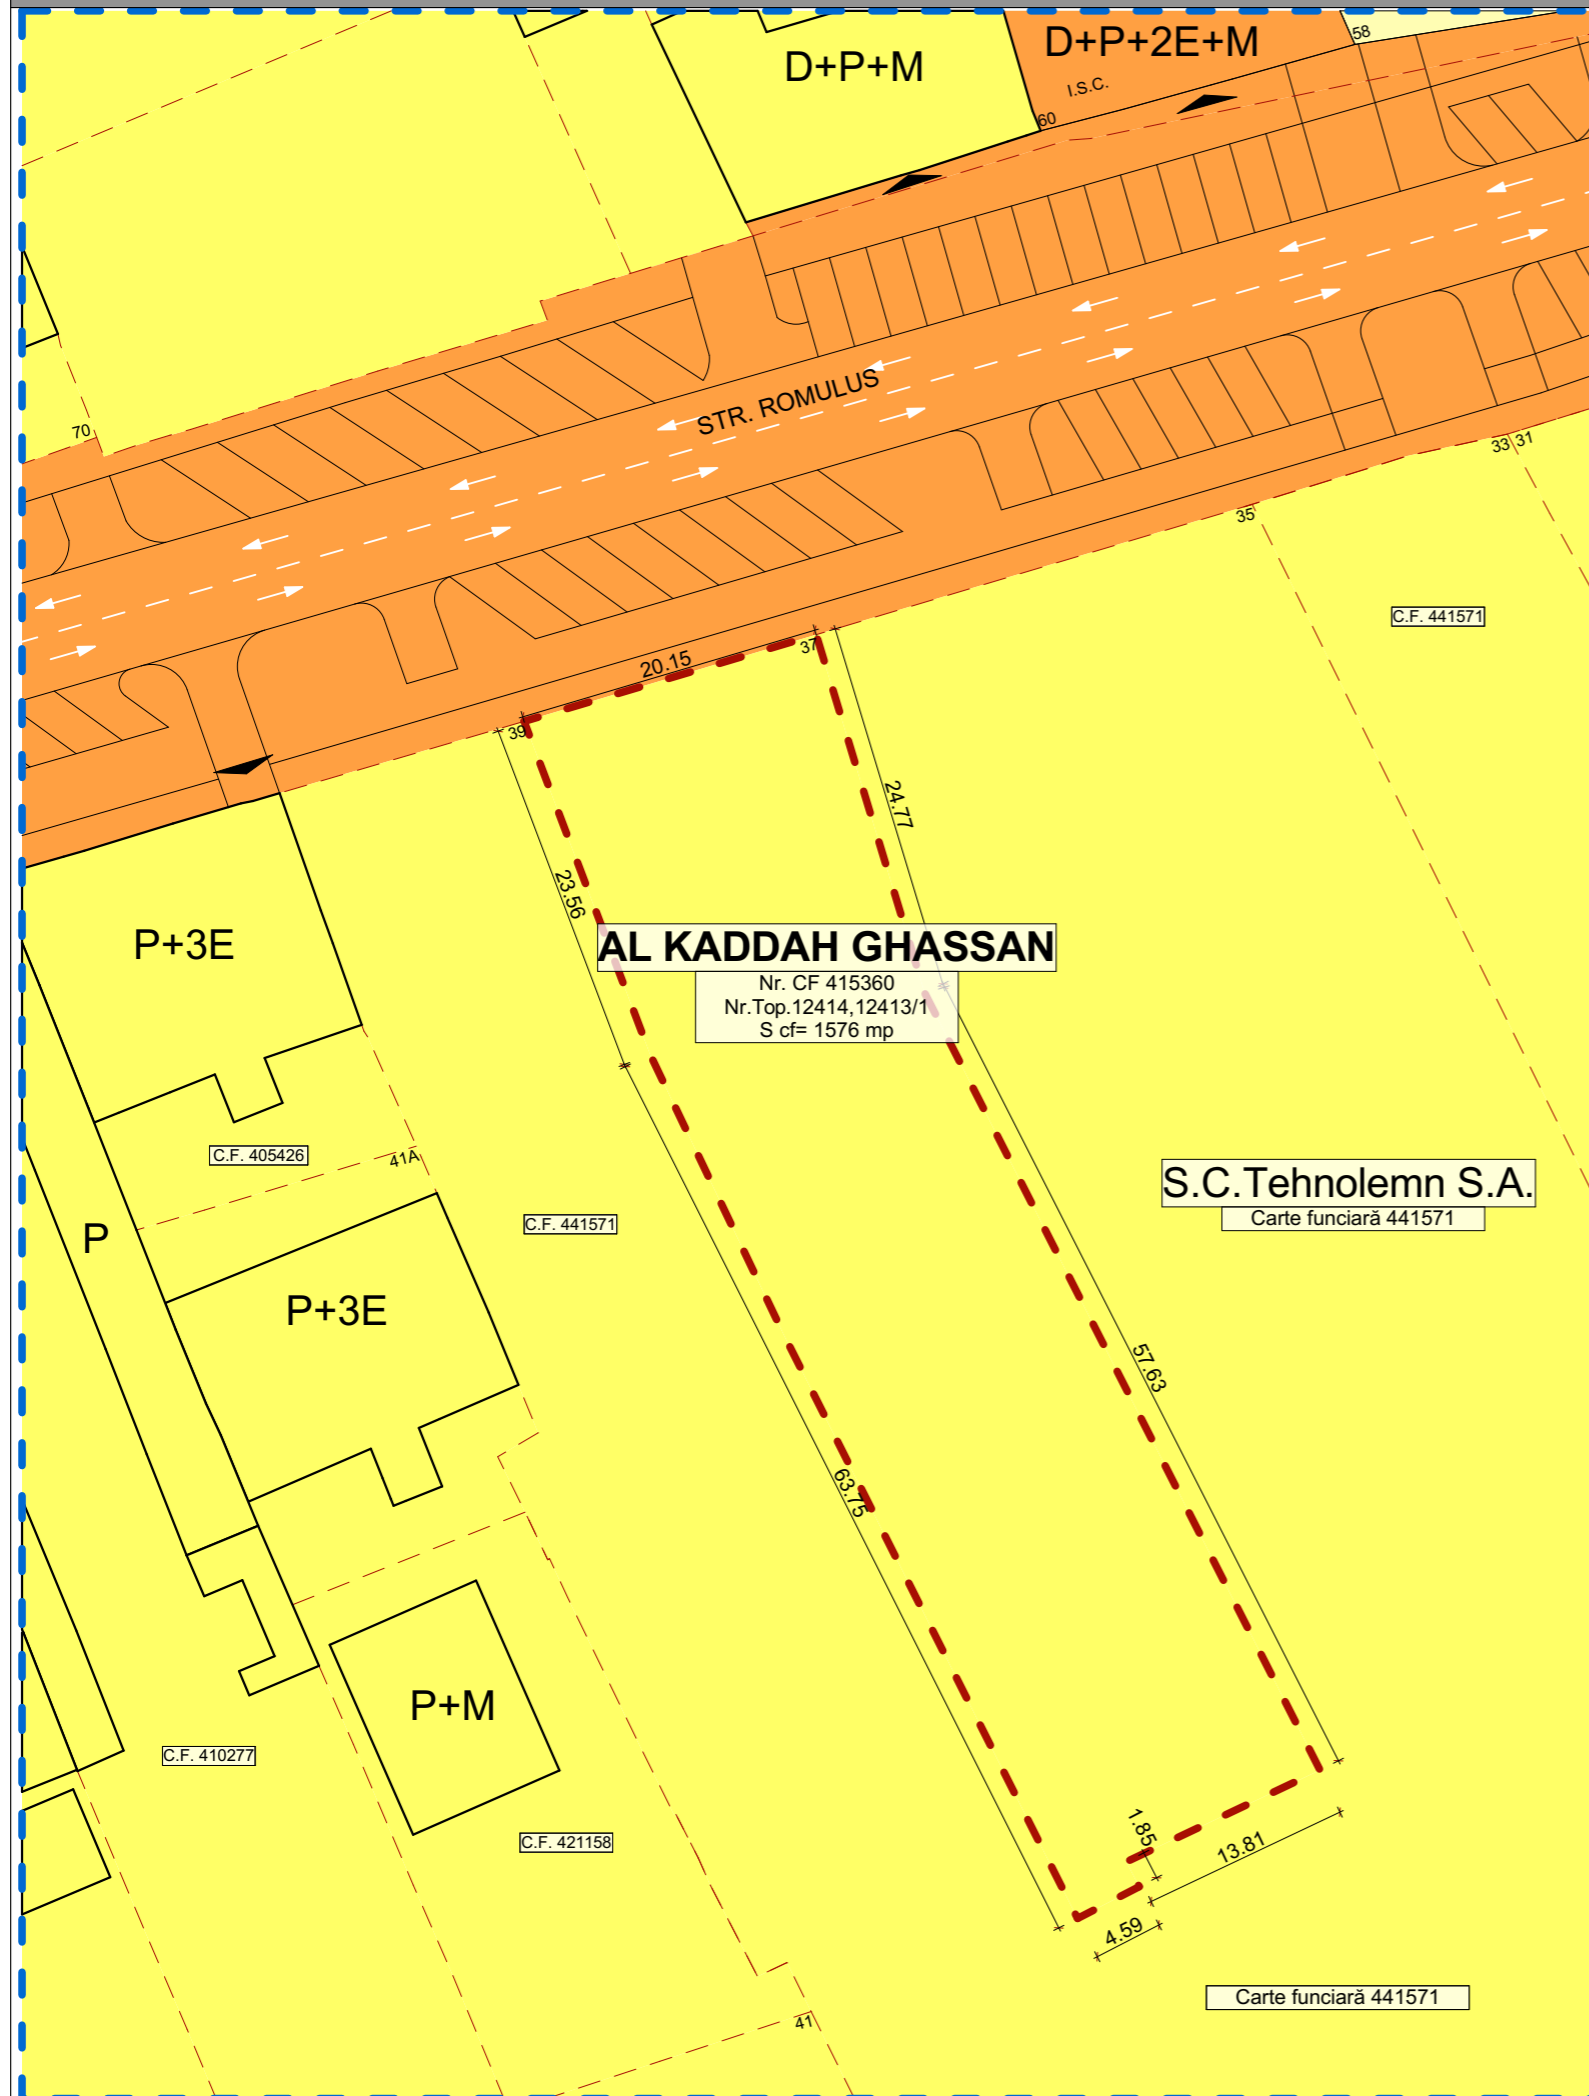 58
D+P+2E+M
D+P+M
I.S.C.
60
STR. ROMULUS
70
33
31
35
C.F. 441571
37
20.15
39
24.77
23.56
P+3E
AL KADDAH GHASSAN
Nr. CF 415360
Nr.Top.12414,12413/1
S cf= 1576 mp
C.F. 405426
41A
S.C.Tehnolemn S.A.
Carte funciară 441571
C.F. 441571
P
P+3E
57.63
63.75
P+M
C.F. 410277
C.F. 421158
1.85
13.81
4.59
Carte funciară 441571
41